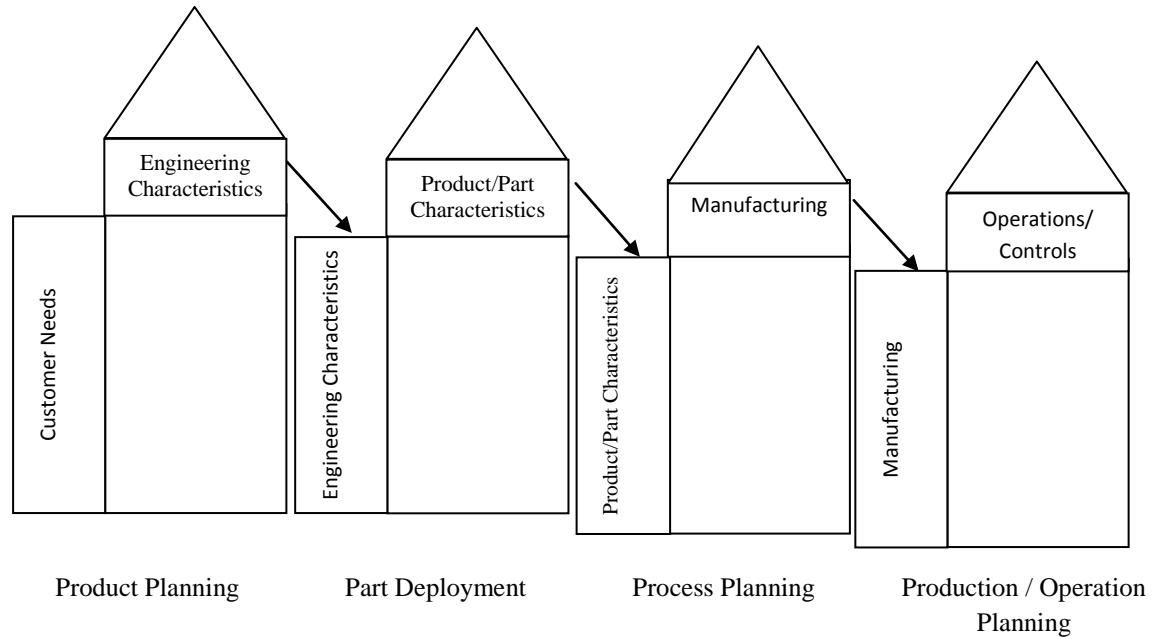 Engineering
Characteristics
Customer Needs
Product/Part
Characteristics
Engineering Characteristics
Manufacturing
Product/Part Characteristics
Operations/
Controls
Manufacturing
Product Planning
Part Deployment
Process Planning
Production / Operation
Planning